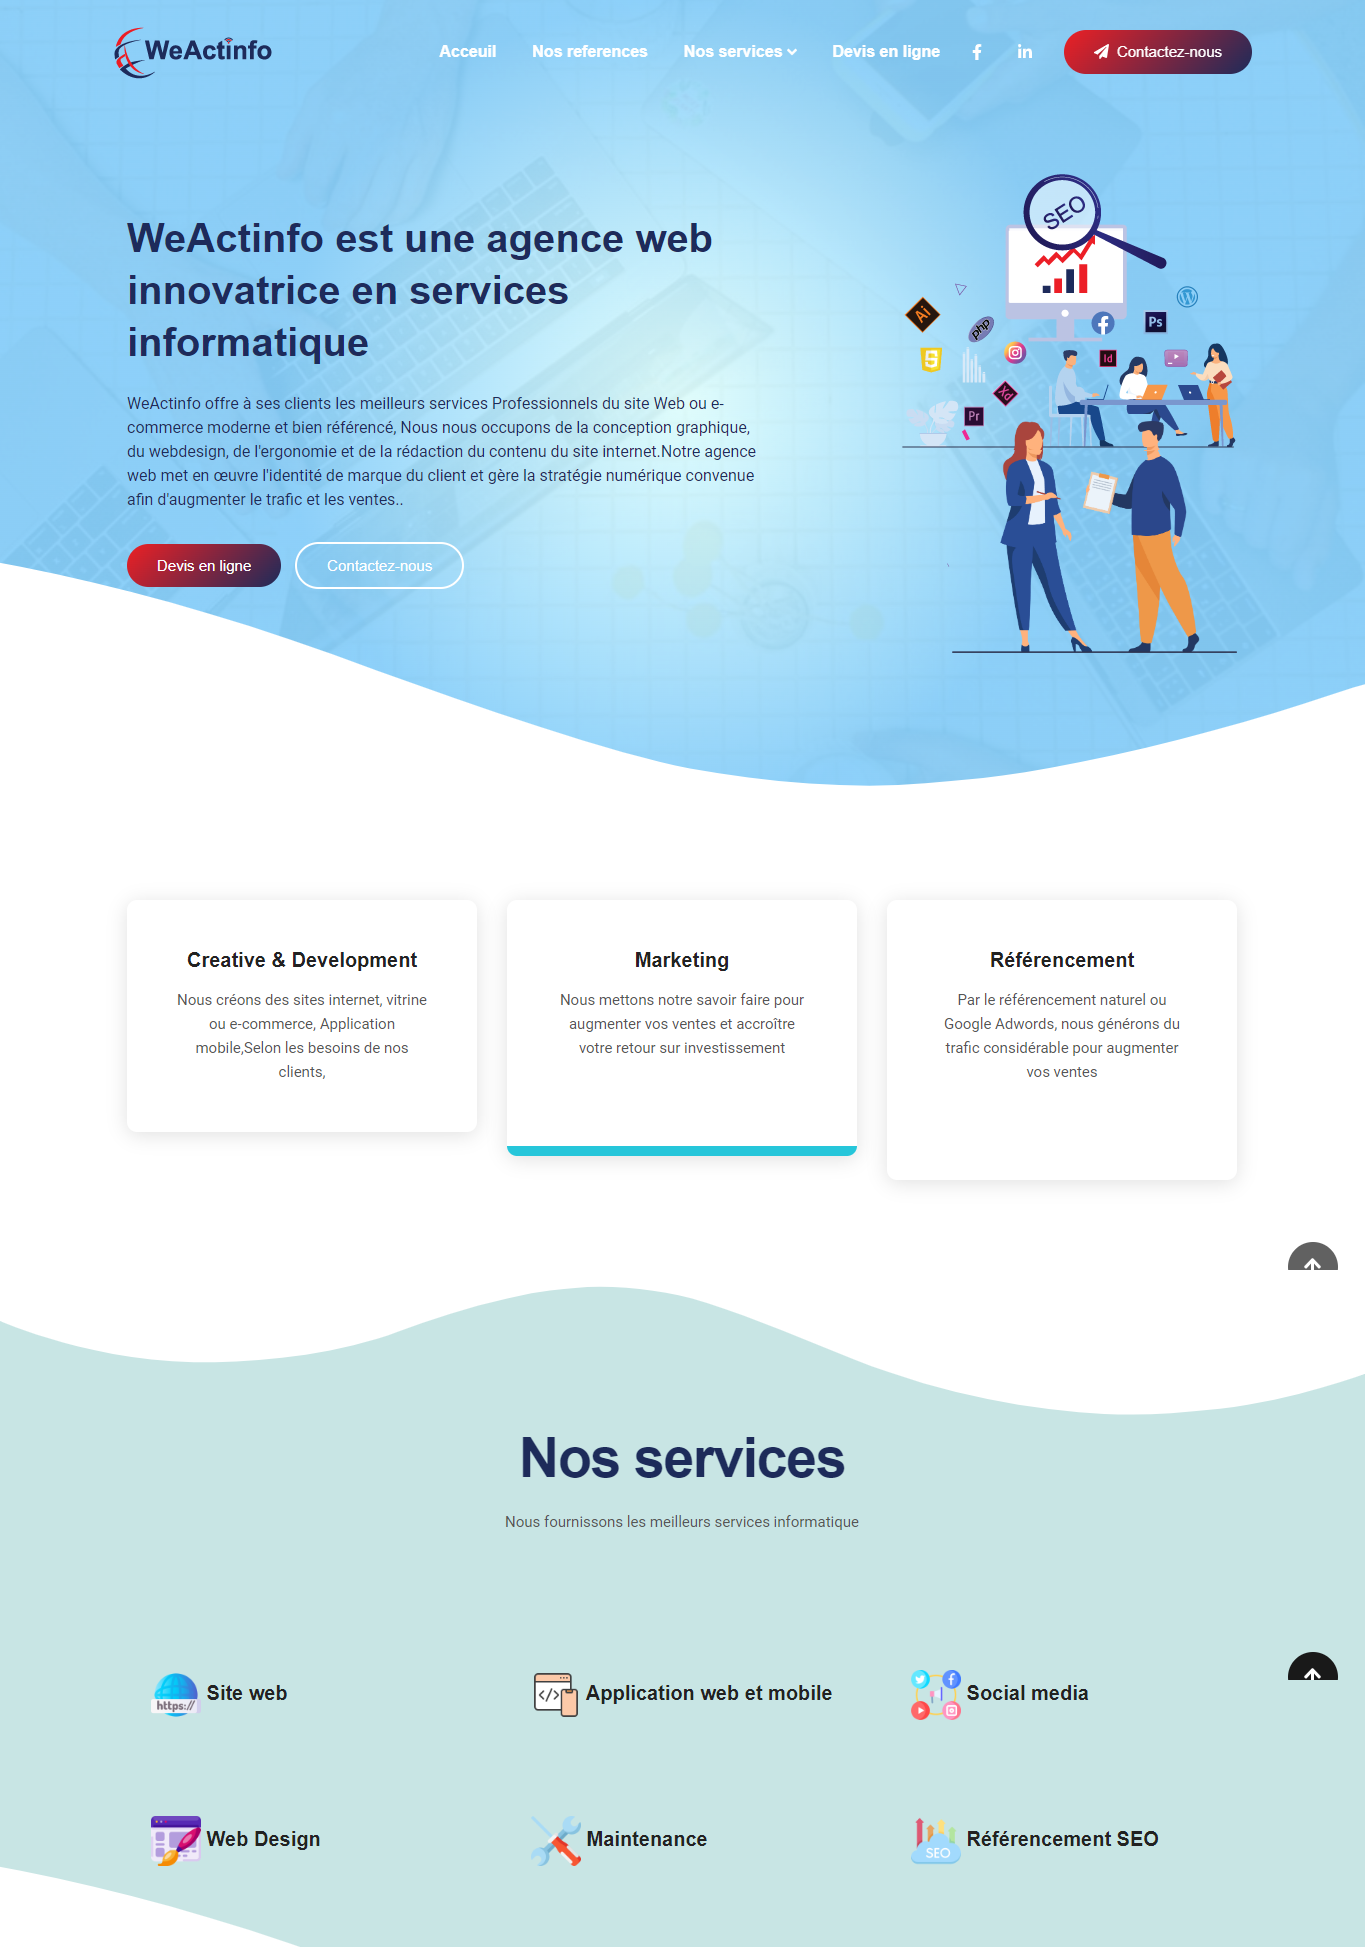 WeActinfo
Acceuil
Nos references
Nos services
Devis en ligne
Contactez-nous
WeActinfo est une agence web
innovatrice en services
informatique
WeActinfo offre à ses clients les meilleurs services Professionnels du site Web ou e-
commerce moderne et bien référencé, Nous nous occupons de la conception graphique,
du webdesign, de l'ergonomie et de la rédaction du contenu du site internet.Notre agence
web met en œuvre l'identité de marque du client et gère la stratégie numérique convenue
afin d'augmenter le trafic et les ventes..
Devis en ligne
Contactez-nous
SEO
Ai
php
Ps
Id
Xd
Pr
Creative & Development
Nous créons des sites internet, vitrine
ou e-commerce, Application
mobile,Selon les besoins de nos
clients,
Marketing
Nous mettons notre savoir faire pour
augmenter vos ventes et accroître
votre retour sur investissement
Référencement
Par le référencement naturel ou
Google Adwords, nous générons du
trafic considérable pour augmenter
vos ventes
Nos services
Nous fournissons les meilleurs services informatique
https://
Site web
</>
Application web et mobile
Social media
Web Design
Maintenance
SEO
Référencement SEO